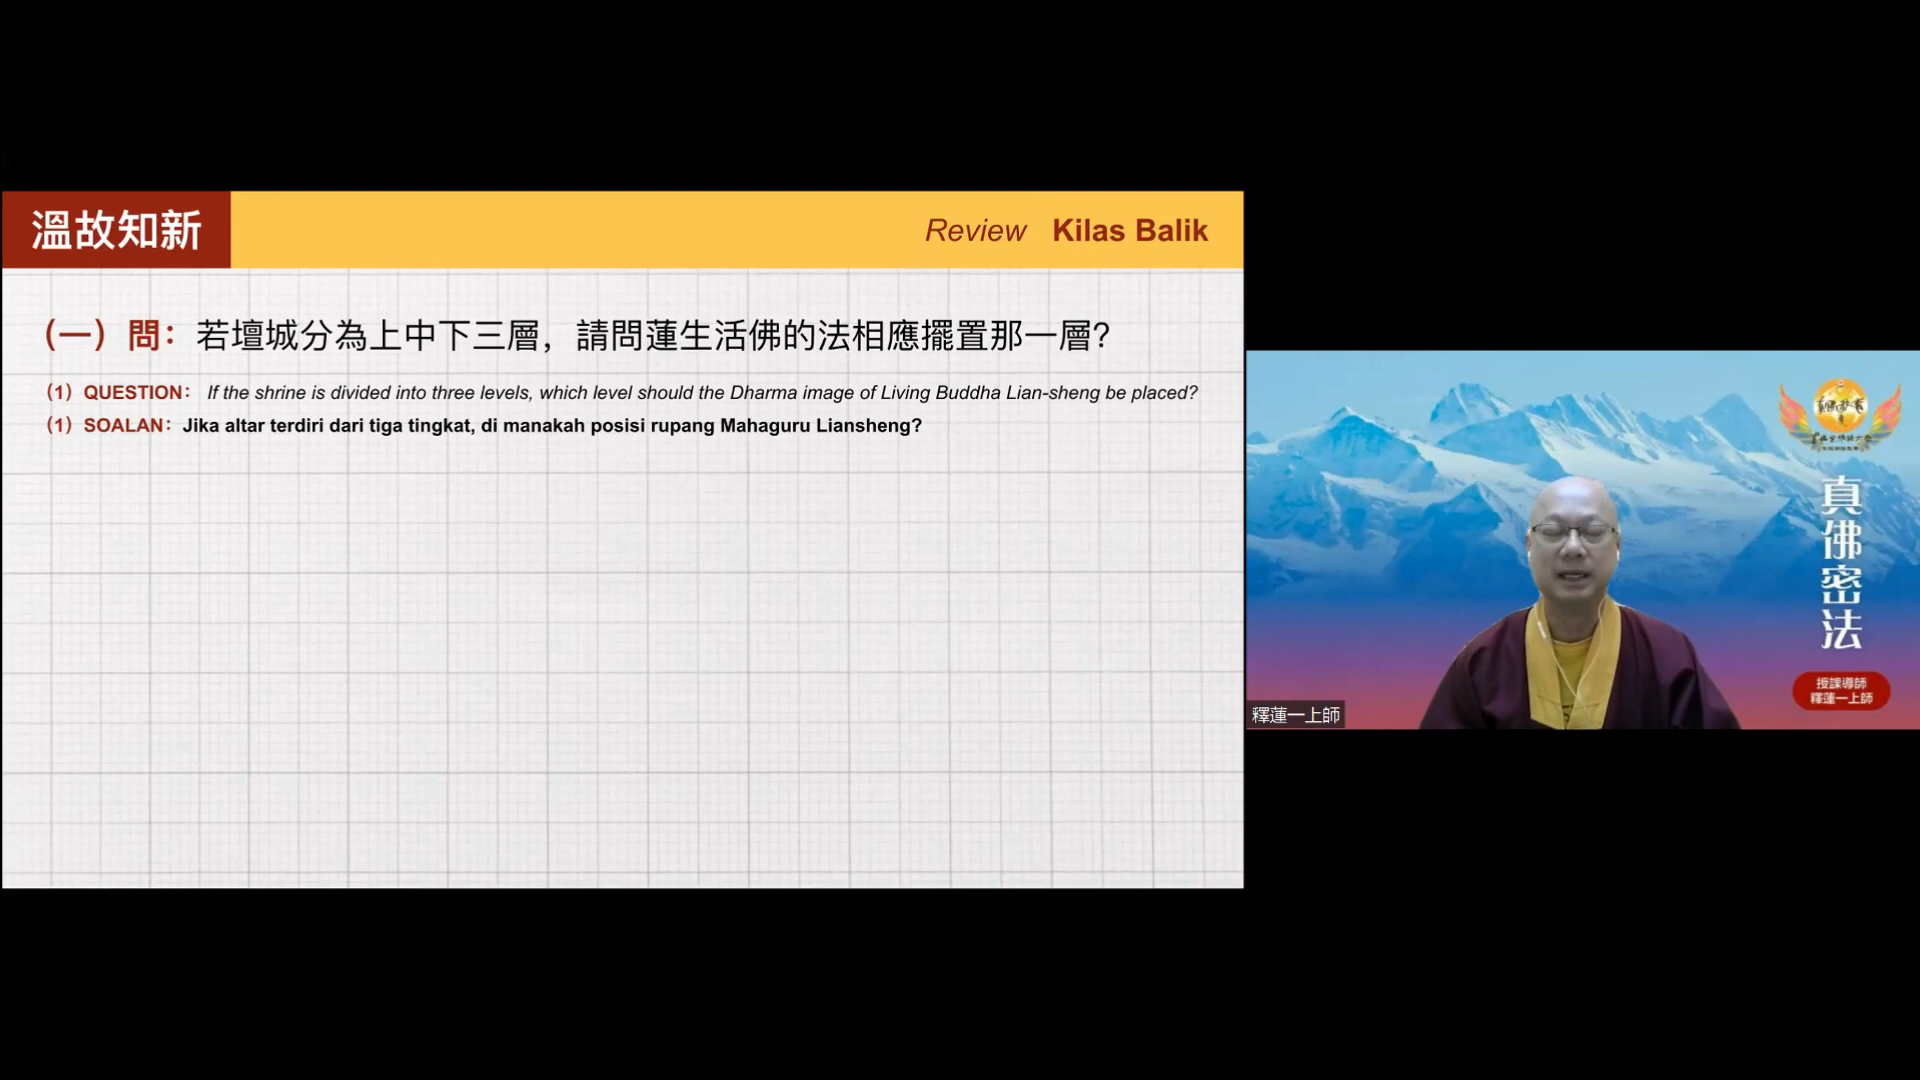 溫故知新
Review Kilas Balik
(一) 問：若壇城分為上中下三層，請問蓮生活佛的法相應擺置那一層?
(1) QUESTION： If the shrine is divided into three levels, which level should the Dharma image of Living Buddha Lian-sheng be placed?
(1) SOALAN：Jika altar terdiri dari tiga tingkat, di manakah posisi rupang Mahaguru Liansheng?
真佛密法
授課導師
釋蓮一上師
釋蓮一上師